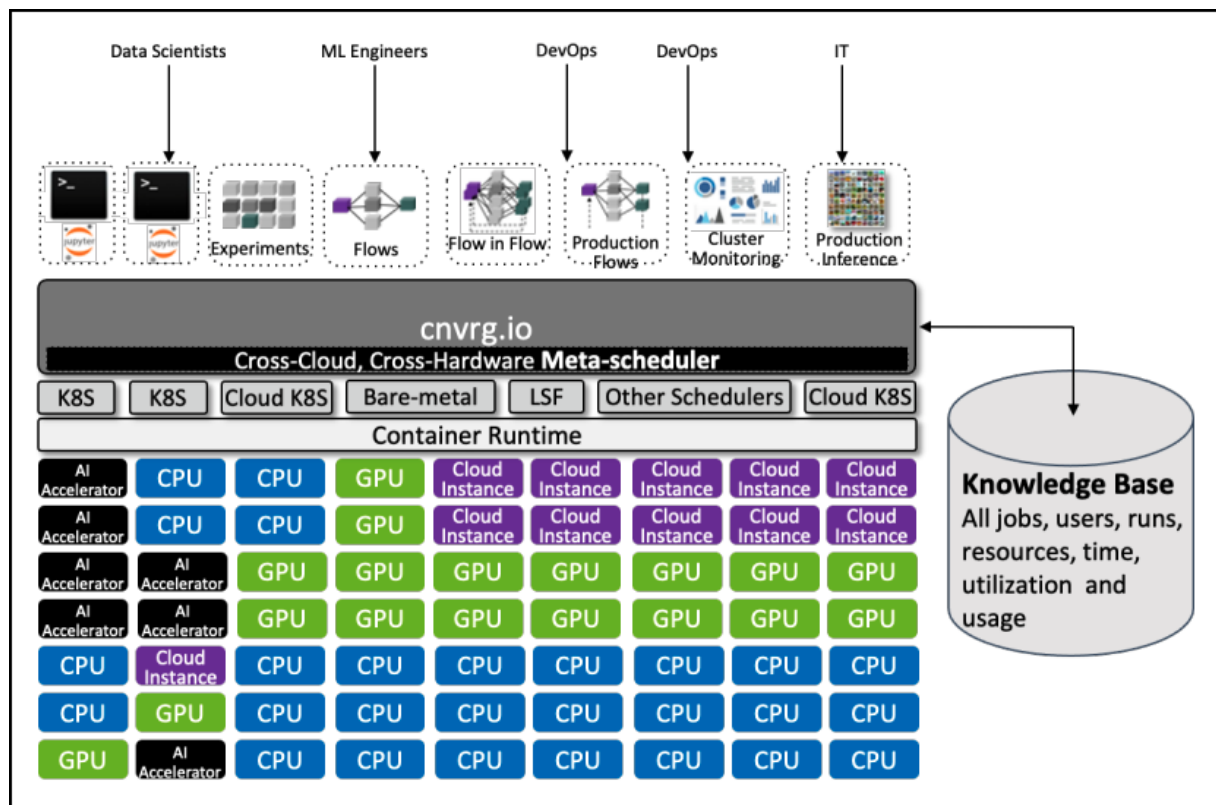 Data Scientists
ML Engineers
DevOps
DevOps
IT
>_
>_
jupyter
jupyter
Experiments
Flows
Flow in Flow
Production
Flows
Cluster
Monitoring
Production
Inference
cnvrg.io
Cross-Cloud, Cross-Hardware Meta-scheduler
K8S
K8S
Cloud K8S
Bare-metal
LSF
Other Schedulers
Cloud K8S
Container Runtime
AI
Accelerator
CPU
CPU
GPU
Cloud
Instance
Cloud
Instance
Cloud
Instance
Cloud
Instance
Cloud
Instance
AI
Accelerator
CPU
CPU
GPU
Cloud
Instance
Cloud
Instance
Cloud
Instance
Cloud
Instance
Cloud
Instance
AI
Accelerator
AI
Accelerator
GPU
GPU
GPU
GPU
GPU
GPU
GPU
AI
Accelerator
AI
Accelerator
GPU
GPU
GPU
GPU
GPU
GPU
GPU
CPU
Cloud
Instance
CPU
CPU
CPU
CPU
CPU
CPU
CPU
CPU
GPU
CPU
CPU
CPU
CPU
CPU
CPU
CPU
GPU
AI
Accelerator
CPU
CPU
CPU
CPU
CPU
CPU
CPU
Knowledge Base
All jobs, users, runs,
resources, time,
utilization and
usage